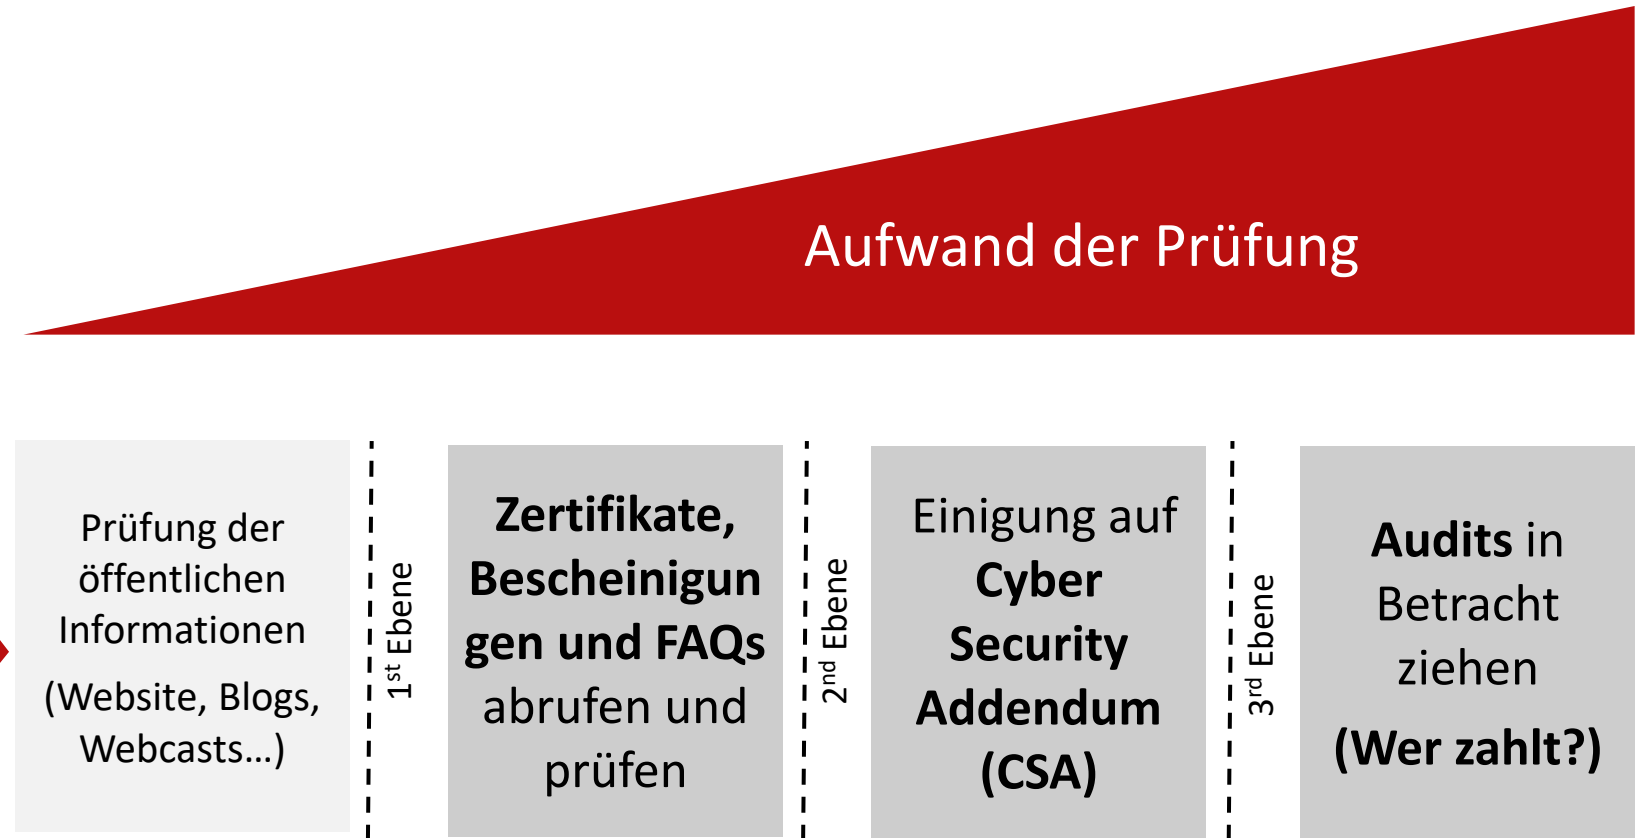 Aufwand der Prüfung
Prüfung der
öffentlichen
Informationen
(Website, Blogs,
Webcasts…)
1st Ebene
Zertifikate,
Bescheinigun
gen und FAQs
abrufen und
prüfen
2nd Ebene
Einigung auf
Cyber
Security
Addendum
(CSA)
3rd Ebene
Audits in
Betracht
ziehen
(Wer zahlt?)